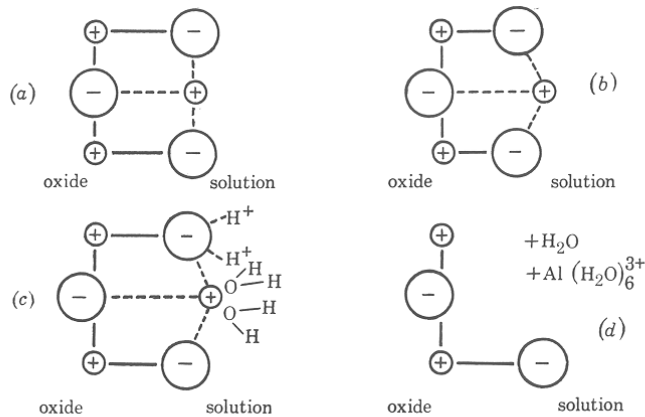 + −
(a) − +
+ −
oxide solution
+ −
− + (b)
+ −
oxide solution
+ − H+
H+
H
(c) − + O H
O H
H
+ −
oxide solution
+ +H2O
+Al (H2O)6^3+
−
(d)
+ −
oxide solution